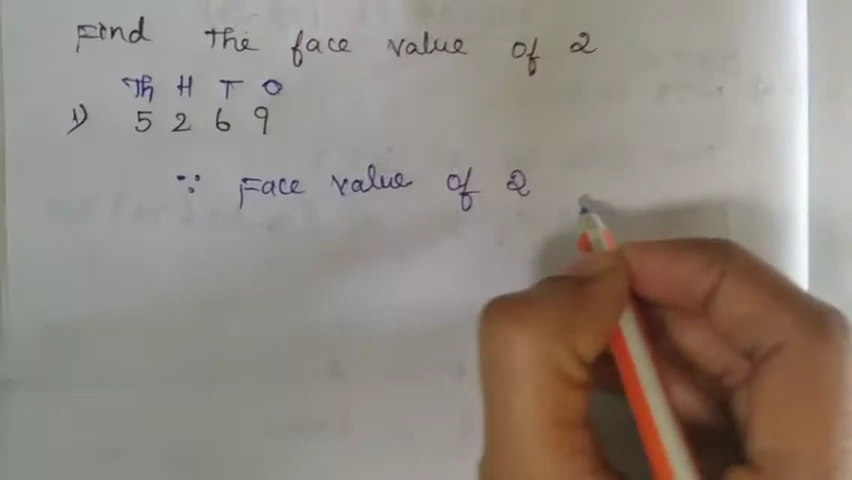 Find The face value of 2
Th H T O
1) 5 2 6 9
∵ Face value of 2